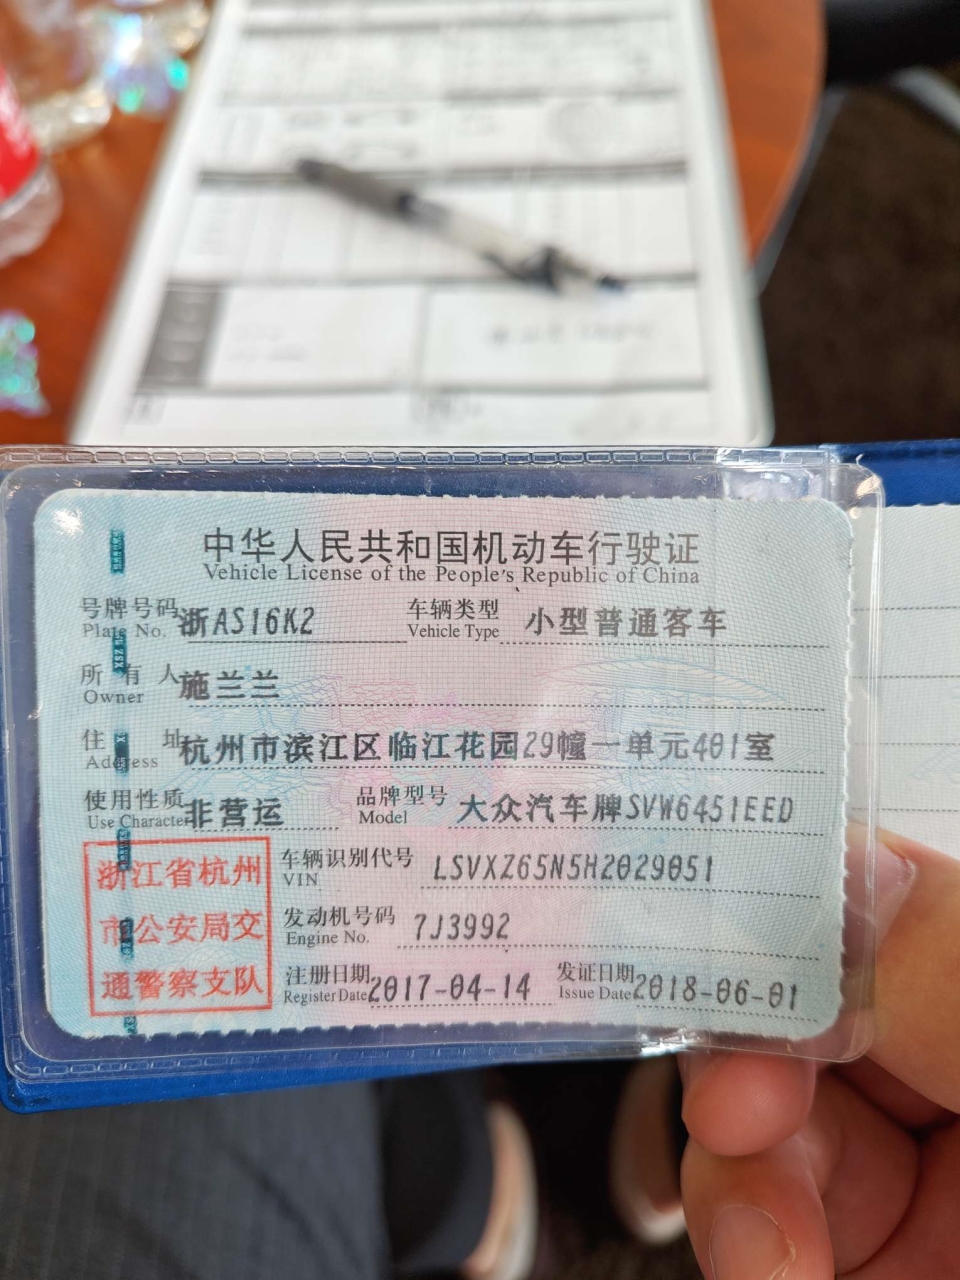 中华人民共和国机动车行驶证
Vehicle License of the People's Republic of China
号牌号码 浙AS16K2 车辆类型 小型普通客车
Plate No. Vehicle Type
所有人 施兰兰
Owner
住址 杭州市滨江区临江花园29幢一单元401室
Address
使用性质 非营运 品牌型号 大众汽车牌SVW6451EED
Use Character Model
浙江省杭州
市公安局交
通警察支队
车辆识别代号 LSVXZ65N5H2029051
VIN
发动机号码 7J3992
Engine No.
注册日期 2017-04-14 发证日期 2018-06-01
Register Date Issue Date